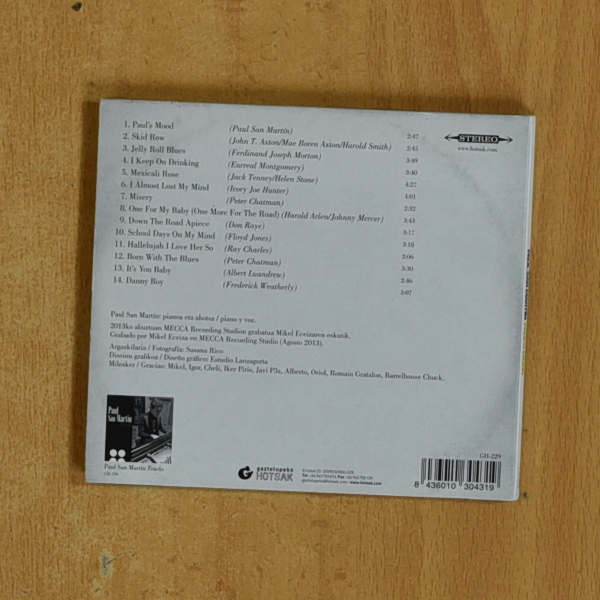 1. Paul's Mood (Paul San Martín) 2:47
2. Skid Row (John T. Axton/Mae Boren Axton/Harold Smith) 2:45
3. Jelly Roll Blues (Ferdinand Joseph Morton) 3:49
4. I Keep On Drinking (Eurreal Montgomery) 3:40
5. Mexicali Rose (Jack Tenney/Helen Stone) 4:27
6. I Almost Lost My Mind (Ivory Joe Hunter) 4:01
7. Misery (Peter Chatman) 2:32
8. One For My Baby (One More For The Road) (Harold Arlen/Johnny Mercer) 3:43
9. Down The Road Apiece (Don Raye) 3:17
10. School Days On My Mind (Floyd Jones) 3:18
11. Hallelujah I Love Her So (Ray Charles) 2:06
12. Born With The Blues (Peter Chatman) 3:30
13. It's You Baby (Albert Luandrew) 2:46
14. Danny Boy (Frederick Weatherly) 3:07
STEREO
www.hotsak.com
Paul San Martín: pianoa eta ahotsa / piano y voz.
2013ko abuztuan MECCA Recording Studion grabatua Mikel Eceizaren eskutik.
Grabado por Mikel Eceiza en MECCA Recording Studio (Agosto 2013).
Argazkilaria / Fotografía: Susana Rico
Diseinu grafikoa / Diseño gráfico: Estudio Lanzagorta
Milesker / Gracias: Mikel, Igor, Cheli, Iker Piris, Javi P3z, Alberto, Oriol, Romain Gratalon, Barrelhouse Chuck.
Paul
San Martín
Paul San Martín Tracks
gaztelupeko
HOTSAK
www.hotsak.com
GH-229
8 436010 304319